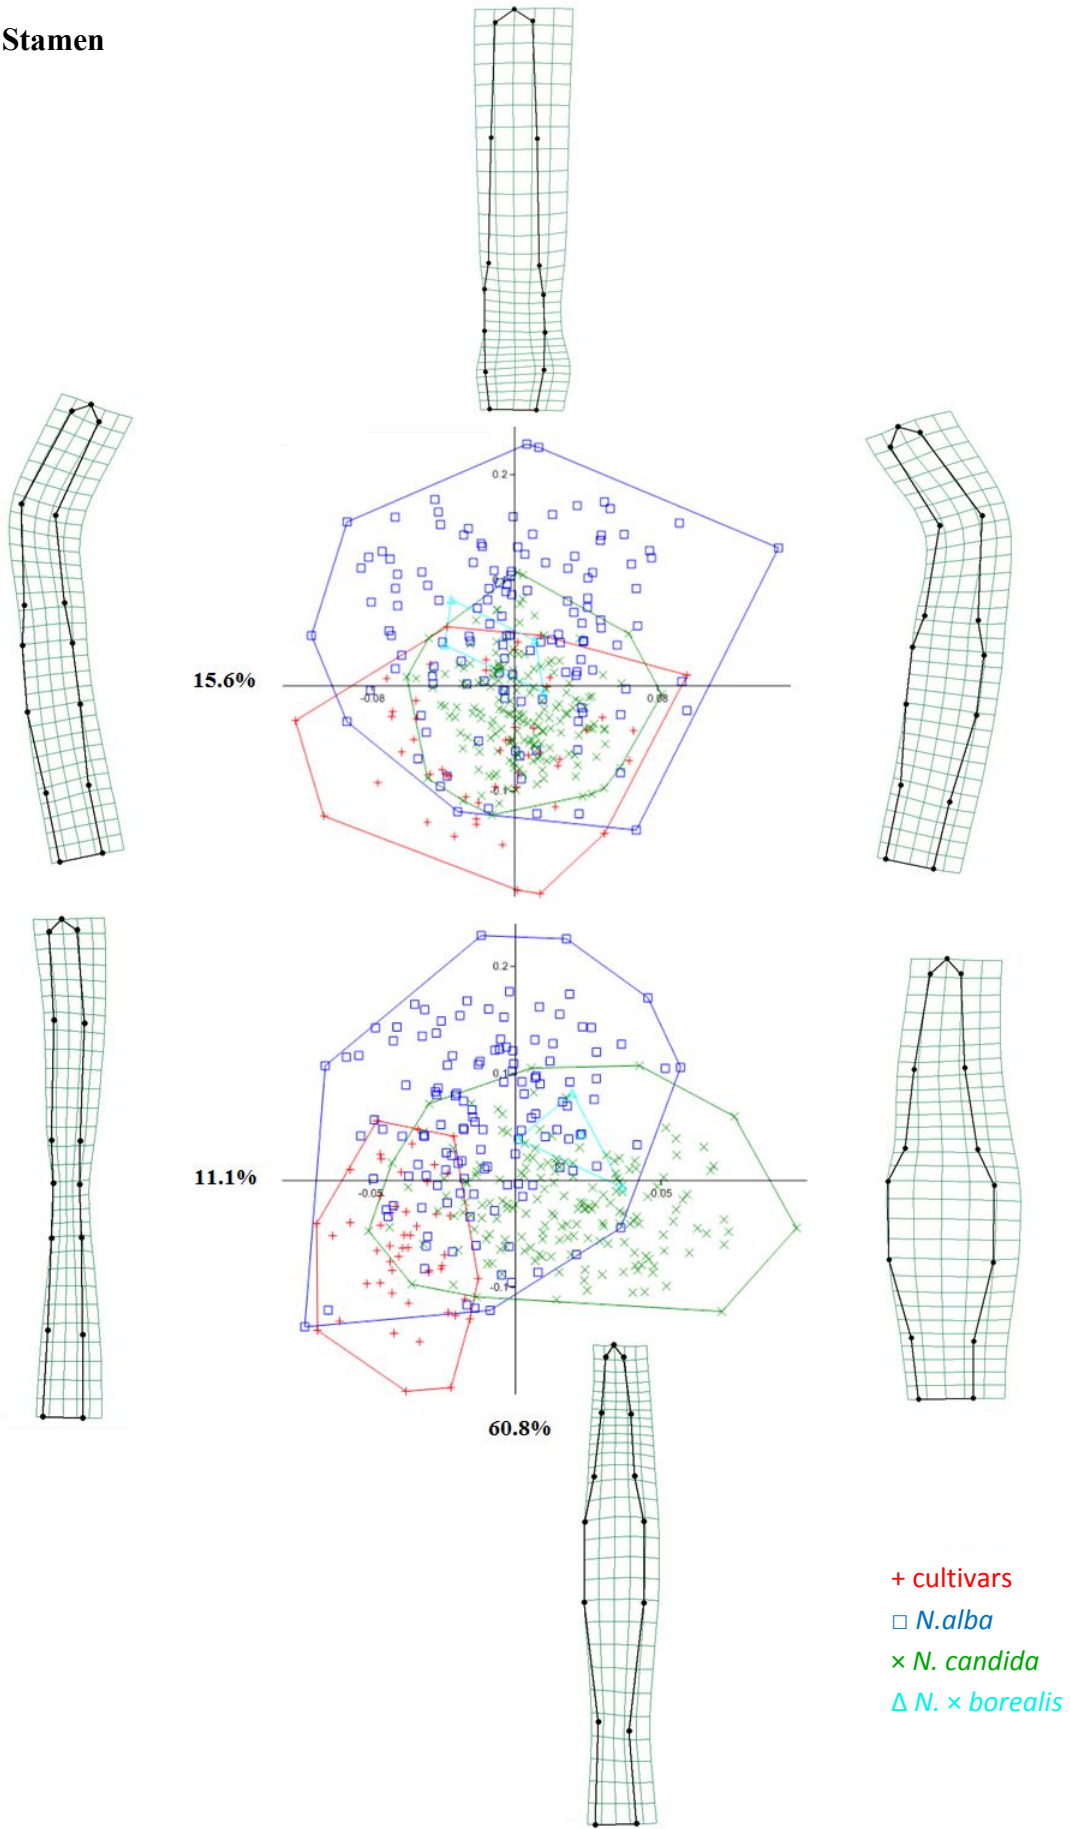 Stamen
0.2
15.6%
-0.08
0.08
-0.1
0.2
0.1
11.1%
-0.05
0.05
-0.1
60.8%
+ cultivars
□ N.alba
× N. candida
Δ N. × borealis